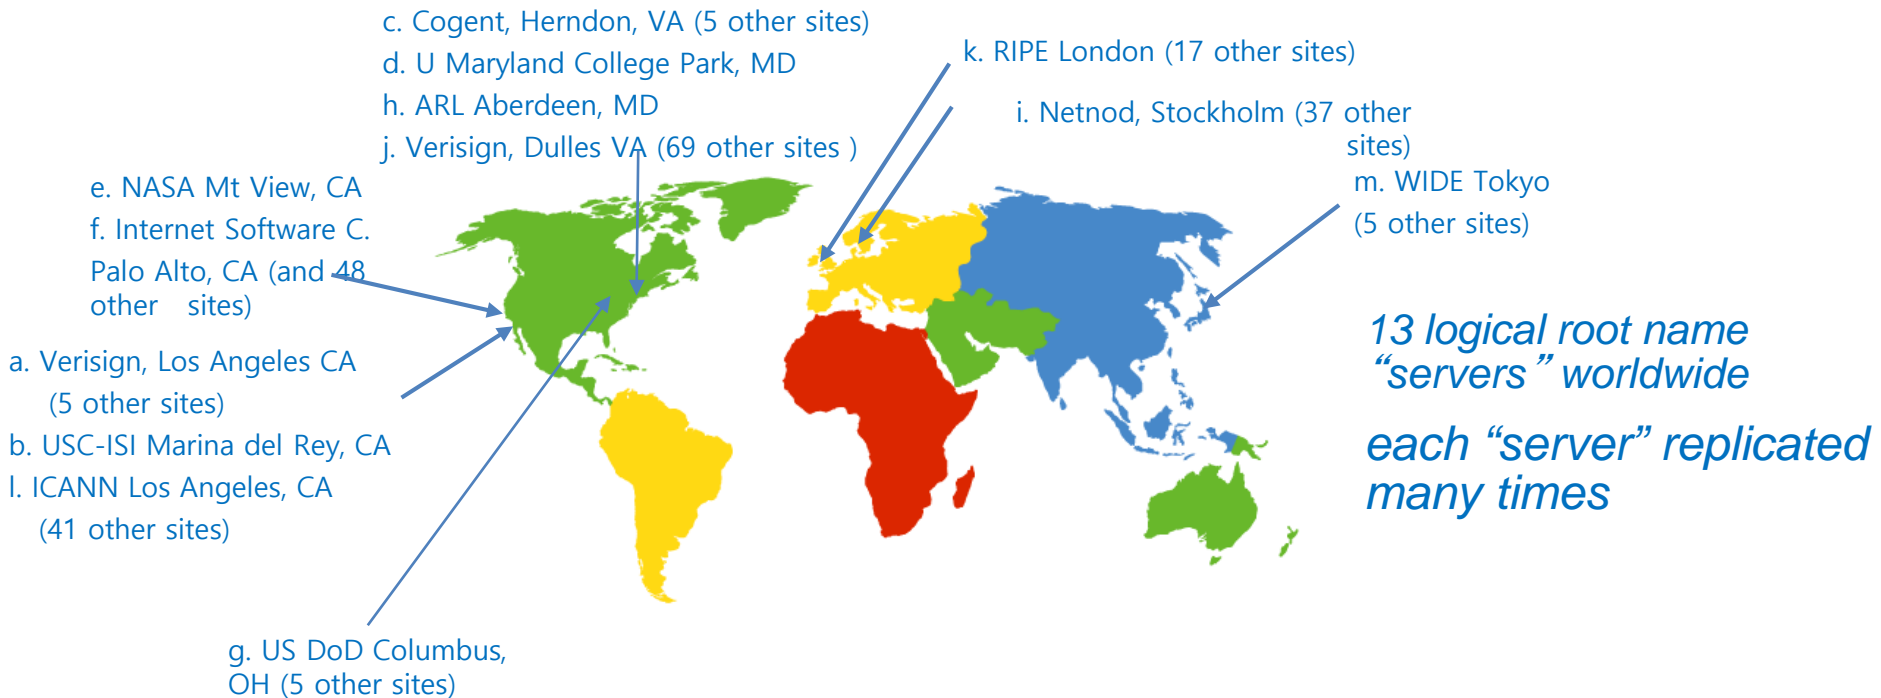 c. Cogent, Herndon, VA (5 other sites)
d. U Maryland College Park, MD
h. ARL Aberdeen, MD
j. Verisign, Dulles VA (69 other sites )
k. RIPE London (17 other sites)
i. Netnod, Stockholm (37 other
sites)
m. WIDE Tokyo
(5 other sites)
e. NASA Mt View, CA
f. Internet Software C.
Palo Alto, CA (and 48
other sites)
a. Verisign, Los Angeles CA
(5 other sites)
b. USC-ISI Marina del Rey, CA
l. ICANN Los Angeles, CA
(41 other sites)
g. US DoD Columbus,
OH (5 other sites)
13 logical root name
“servers” worldwide
each “server” replicated
many times